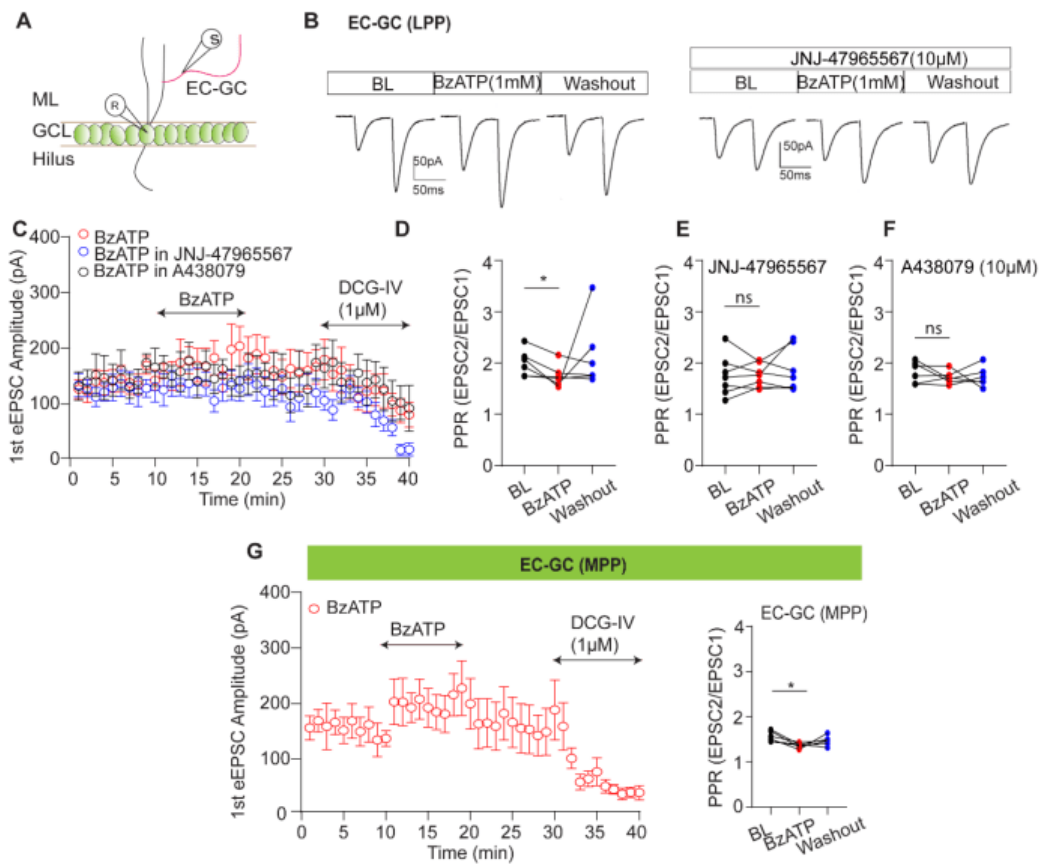 A
S
EC-GC
R
ML
GCL
Hilus
B
EC-GC (LPP)
BL
BzATP(1mM)
Washout
50pA
50ms
JNJ-47965567(10μM)
BL
BzATP(1mM)
Washout
50pA
50ms
C
400
300
200
100
0
1st eEPSC Amplitude (pA)
BzATP
BzATP in JNJ-47965567
BzATP in A438079
BzATP
DCG-IV
(1μM)
0 5 10 15 20 25 30 35 40
Time (min)
D
4
3
2
1
0
PPR (EPSC2/EPSC1)
*
BL
BzATP
Washout
E
JNJ-47965567
4
3
2
1
0
PPR (EPSC2/EPSC1)
ns
BL
BzATP
Washout
F
A438079 (10μM)
4
3
2
1
0
PPR (EPSC2/EPSC1)
ns
BL
BzATP
Washout
G
EC-GC (MPP)
400
300
200
100
0
1st eEPSC Amplitude (pA)
BzATP
BzATP
DCG-IV
(1μM)
0 5 10 15 20 25 30 35 40
Time (min)
EC-GC (MPP)
4
3
2
1
0
PPR (EPSC2/EPSC1)
*
BL
BzATP
Washout